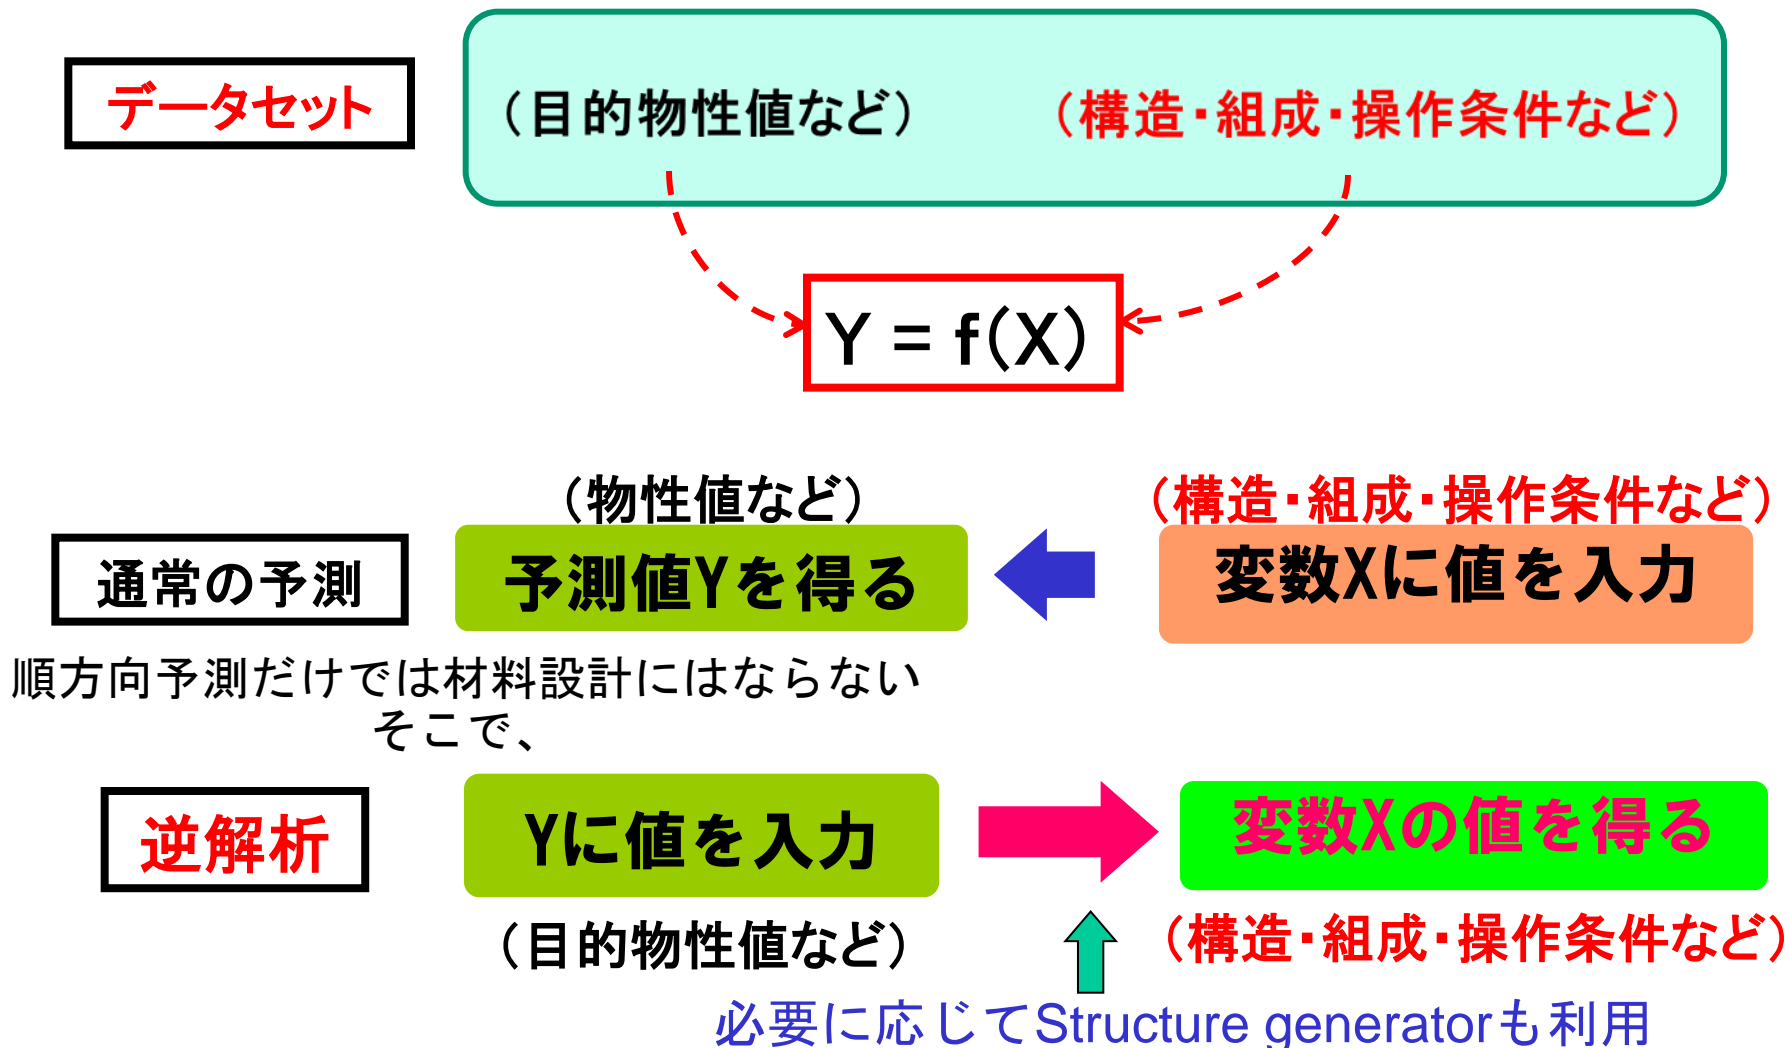 データセット
（目的物性値など）
（構造・組成・操作条件など）
Y = f(X)
（物性値など）
（構造・組成・操作条件など）
通常の予測
予測値Yを得る
変数Xに値を入力
順方向予測だけでは材料設計にはならない
そこで、
逆解析
Yに値を入力
変数Xの値を得る
（目的物性値など）
（構造・組成・操作条件など）
必要に応じてStructure generatorも利用